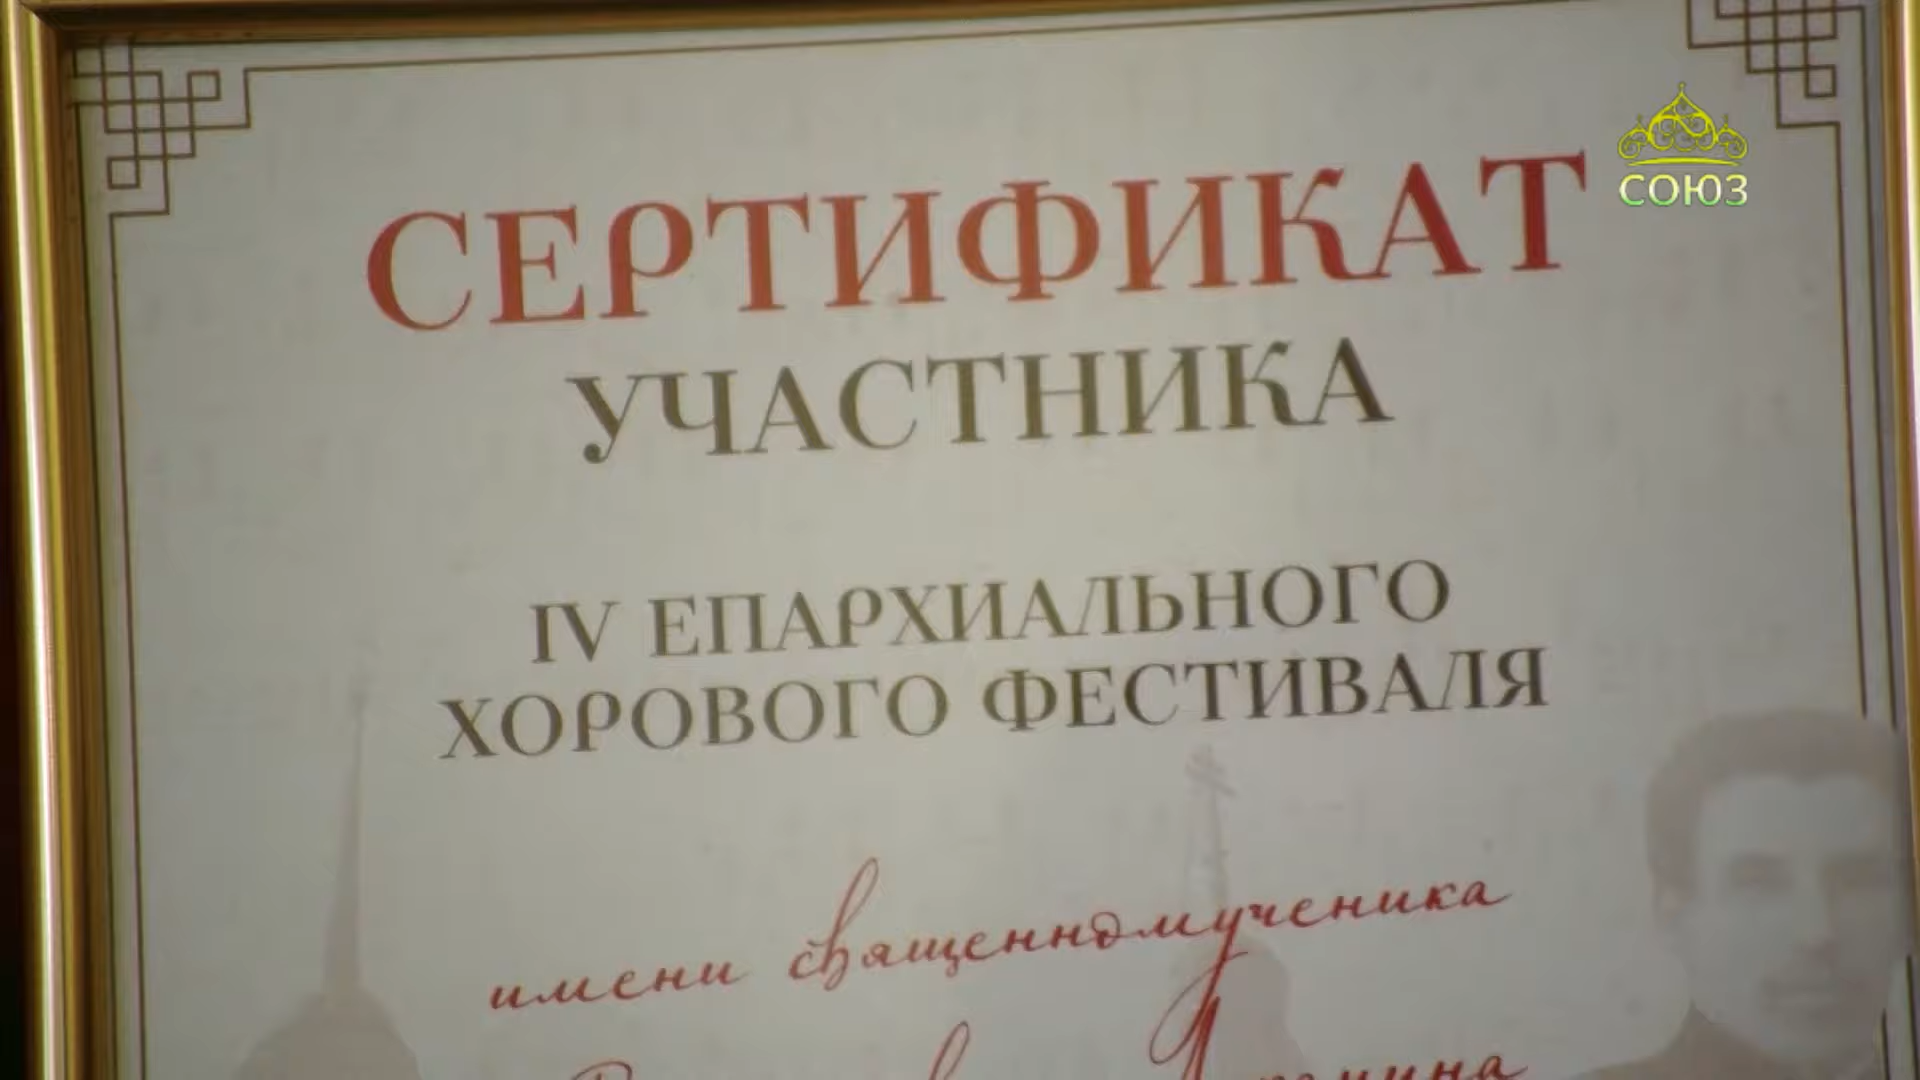 СОЮЗ
СЕРТИФИКАТ
УЧАСТНИКА
IV ЕПАРХИАЛЬНОГО
ХОРОВОГО ФЕСТИВАЛЯ
имени священномученика